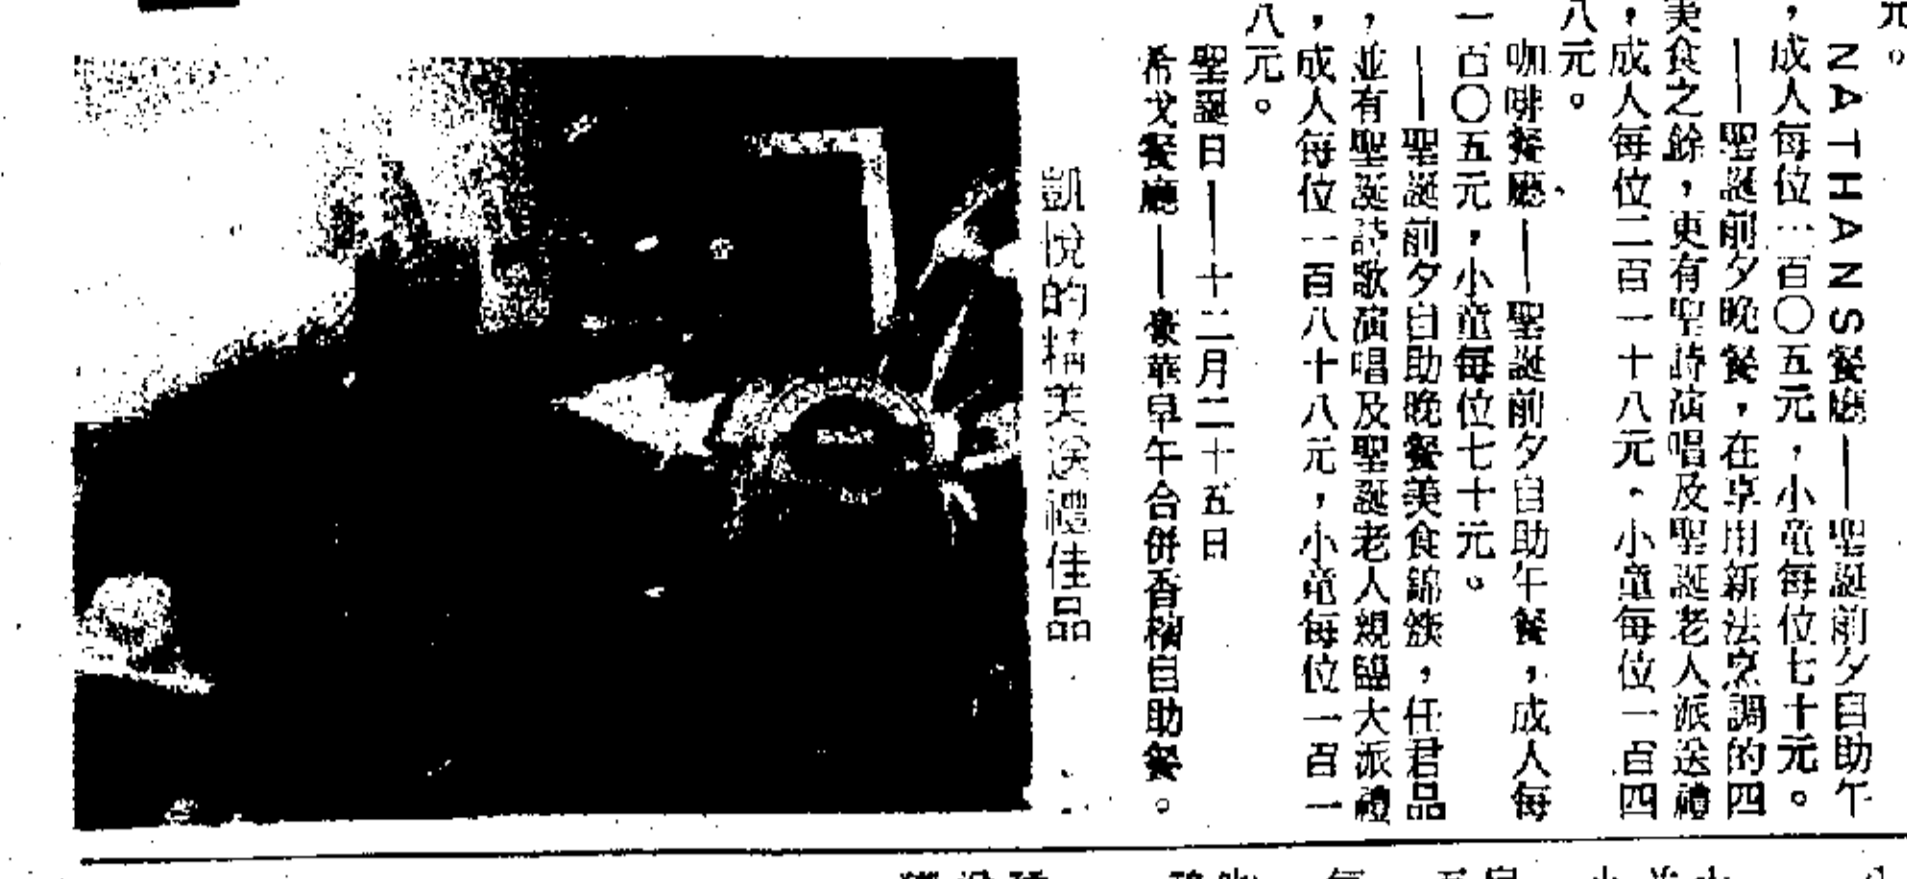 元。
NATHANS餐廳——聖誕前夕自助午
，成人每位一百〇五元，小童每位七十元。
——聖誕前夕晚餐，在享用新法烹調的四
美食之餘，更有聖詩演唱及聖誕老人派送禮
，成人每位二百一十八元。小童每位一百四
八元。
咖啡餐廳——聖誕前夕自助午餐，成人每
一百〇五元，小童每位七十元。
——聖誕前夕自助晚餐美食錦簇，任君品
，並有聖誕詩歌演唱及聖誕老人親臨大派禮
，成人每位一百八十八元，小童每位一百一
八元。
聖誕日——十二月二十五日
希戈餐廳——豪華早午合併香檳自助餐。
凱悅的精美送禮佳品